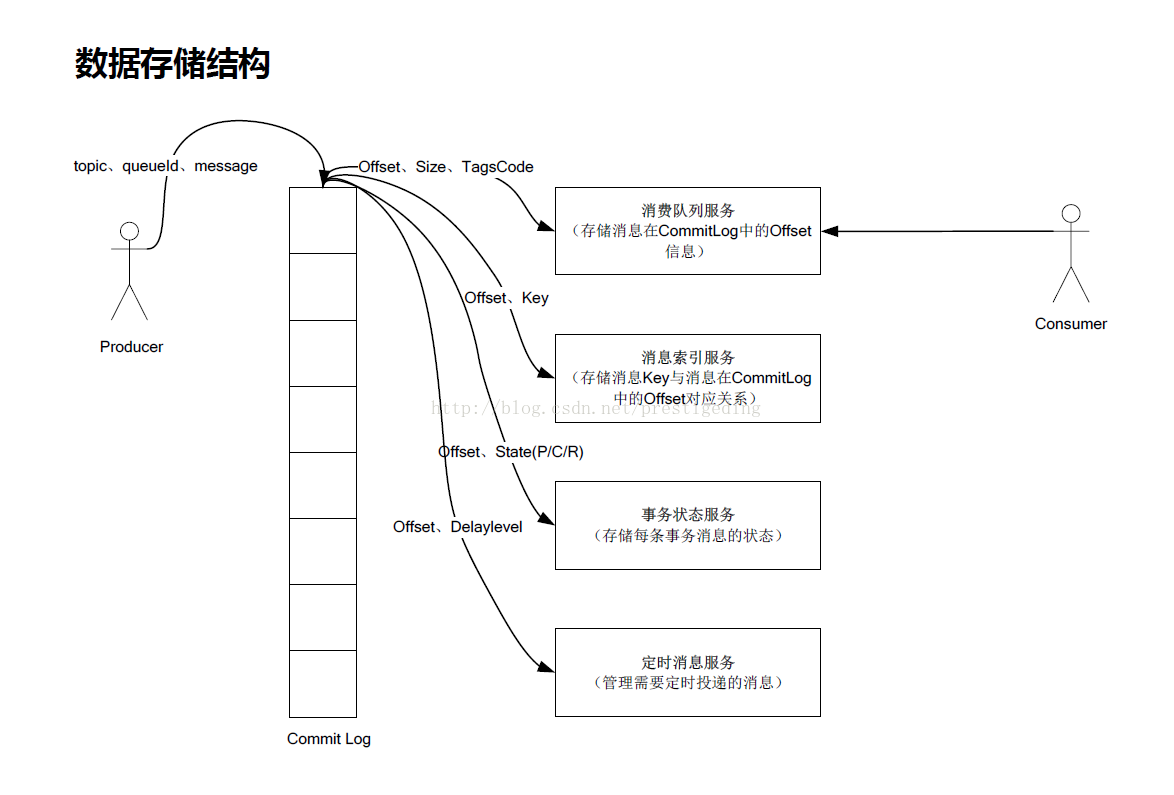 数据存储结构
topic、queueId、message
Offset、Size、TagsCode
消费队列服务
（存储消息在CommitLog中的Offset
信息）
Offset、Key
Producer
Consumer
消息索引服务
（存储消息Key与消息在CommitLog
中的Offset对应关系）
http://blog.csdn.net/prestigeding
Offset、State(P/C/R)
事务状态服务
（存储每条事务消息的状态）
Offset、Delaylevel
定时消息服务
（管理需要定时投递的消息）
Commit Log